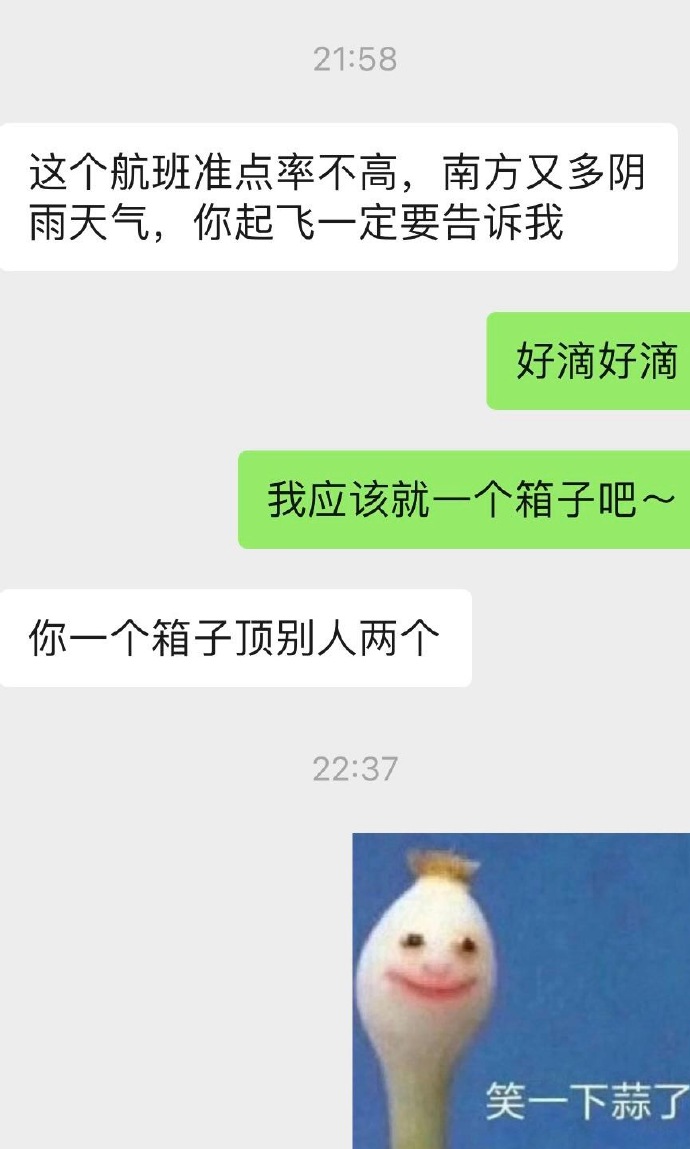 21:58
这个航班准点率不高，南方又多阴
雨天气，你起飞一定要告诉我
好滴好滴
我应该就一个箱子吧～
你一个箱子顶别人两个
22:37
笑一下蒜了